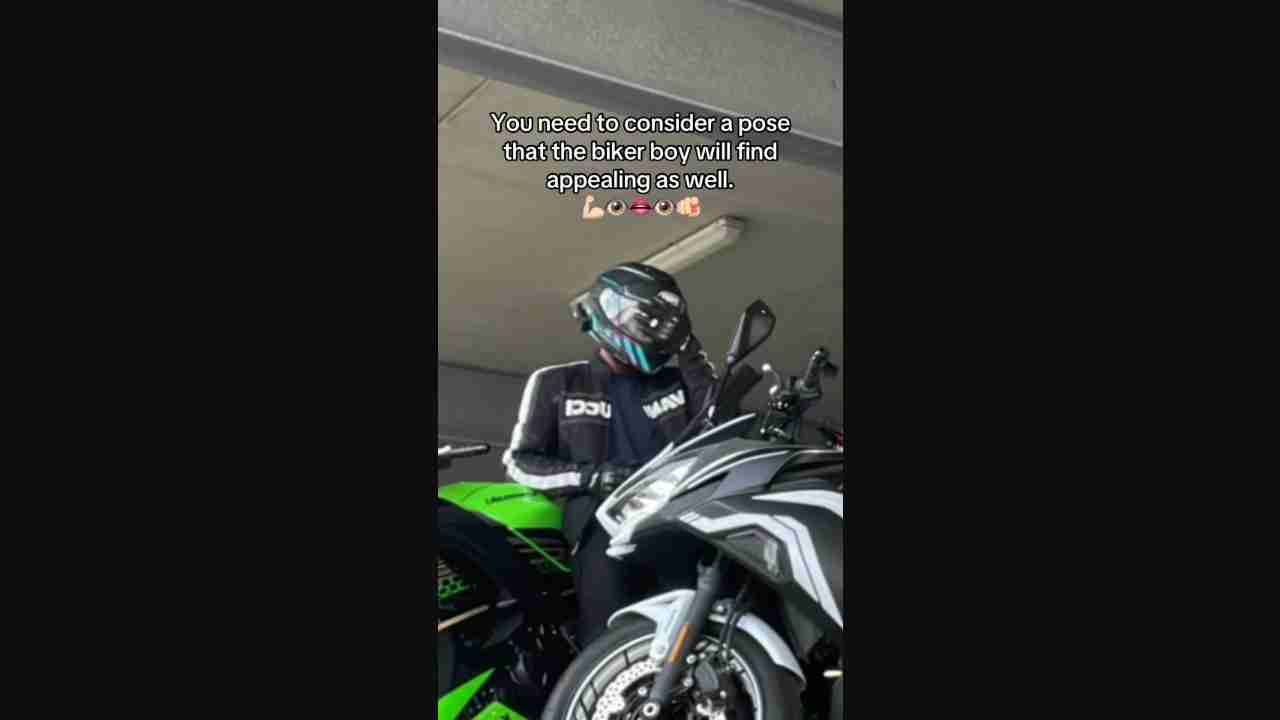 You need to consider a pose
that the biker boy will find
appealing as well.
💪🏻👁️👄👁️🫵🏻